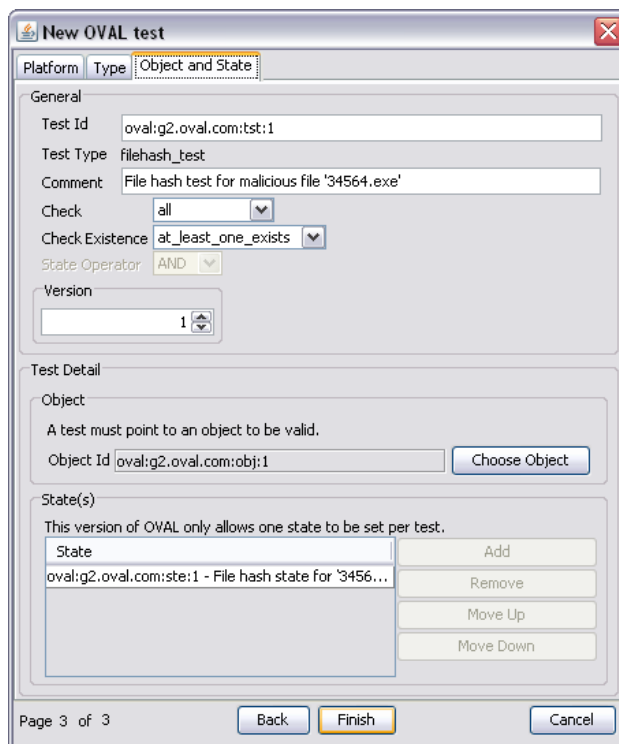 New OVAL test
Platform Type Object and State
General
Test Id oval:g2.oval.com:tst:1
Test Type filehash_test
Comment File hash test for malicious file '34564.exe'
Check all
Check Existence at_least_one_exists
State Operator AND
Version
1
Test Detail
Object
A test must point to an object to be valid.
Object Id oval:g2.oval.com:obj:1 Choose Object
State(s)
This version of OVAL only allows one state to be set per test.
State
oval:g2.oval.com:ste:1 - File hash state for '3456...
Add
Remove
Move Up
Move Down
Page 3 of 3 Back Finish Cancel